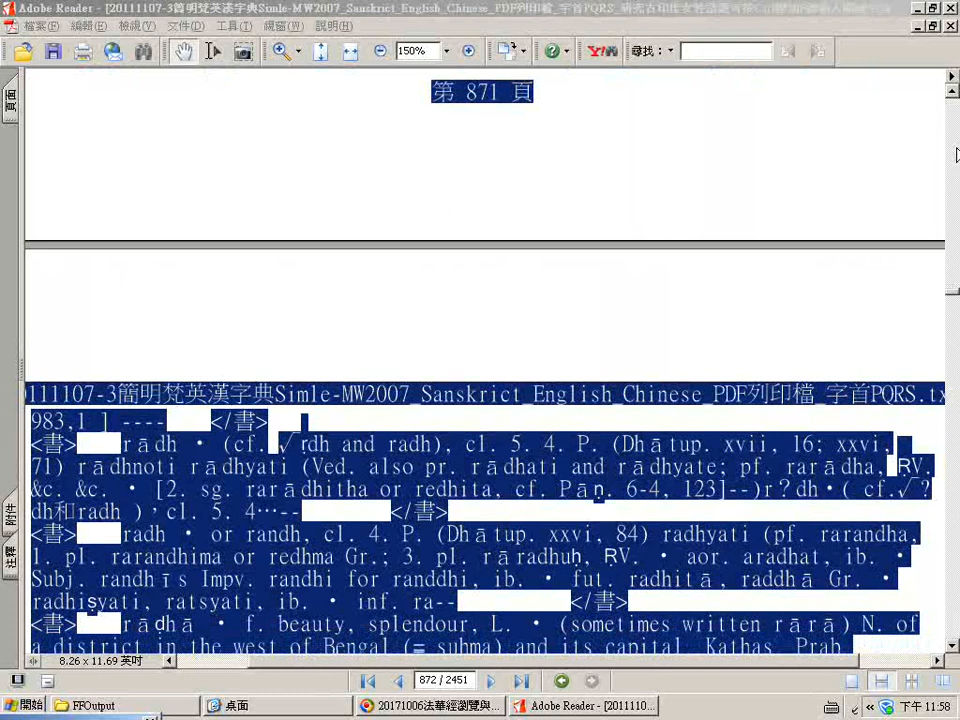 Adobe Reader - [20111107-3簡明梵英漢字典Simle-MW2007_Sanskrict_English_Chinese_PDF列印檔_字首PQRS
檔案(F) 編輯(E) 檢視(V) 文件(D) 工具(T) 視窗(W) 說明(H)
150% 尋找：
頁面
第 871 頁
111107-3簡明梵英漢字典Simle-MW2007_Sanskrict_English_Chinese_PDF列印檔_字首PQRS.tx
983,1 ] ---- </書>
<書> rādh • (cf. √ṛdh and radh), cl. 5. 4. P. (Dhātup. xvii, 16; xxvi,
71) rādhnoti rādhyati (Ved. also pr. rādhati and rādhyate; pf. rarādha, RV,
&c. &c. • [2. sg. rarādhitha or redhita, cf. Pāṇ. 6-4, 123]--)r？dh•( cf.√？
dh和radh )，cl. 5. 4…-- </書>
<書> radh • or randh, cl. 4. P. (Dhātup. xxvi, 84) radhyati (pf. rarandha,
1. pl. rarandhima or redhma Gr.; 3. pl. rāradhuḥ, ṚV. • aor. aradhat, ib. •
Subj. randhīs Impv. randhi for randdhi, ib. • fut. radhitā, raddhā Gr. •
radhiṣyati, ratsyati, ib. • inf. ra-- </書>
<書> rāḍhā • f. beauty, splendour, L. • (sometimes written rārā) N. of
a district in the west of Bengal (= suhma) and its capital, Kathas. Prab.
附件
注釋
8.26 x 11.69 英吋
872 / 2451
開始 FFOutput 桌面 20171006法華經瀏覽與... Adobe Reader - [2011110... 下午 11:58